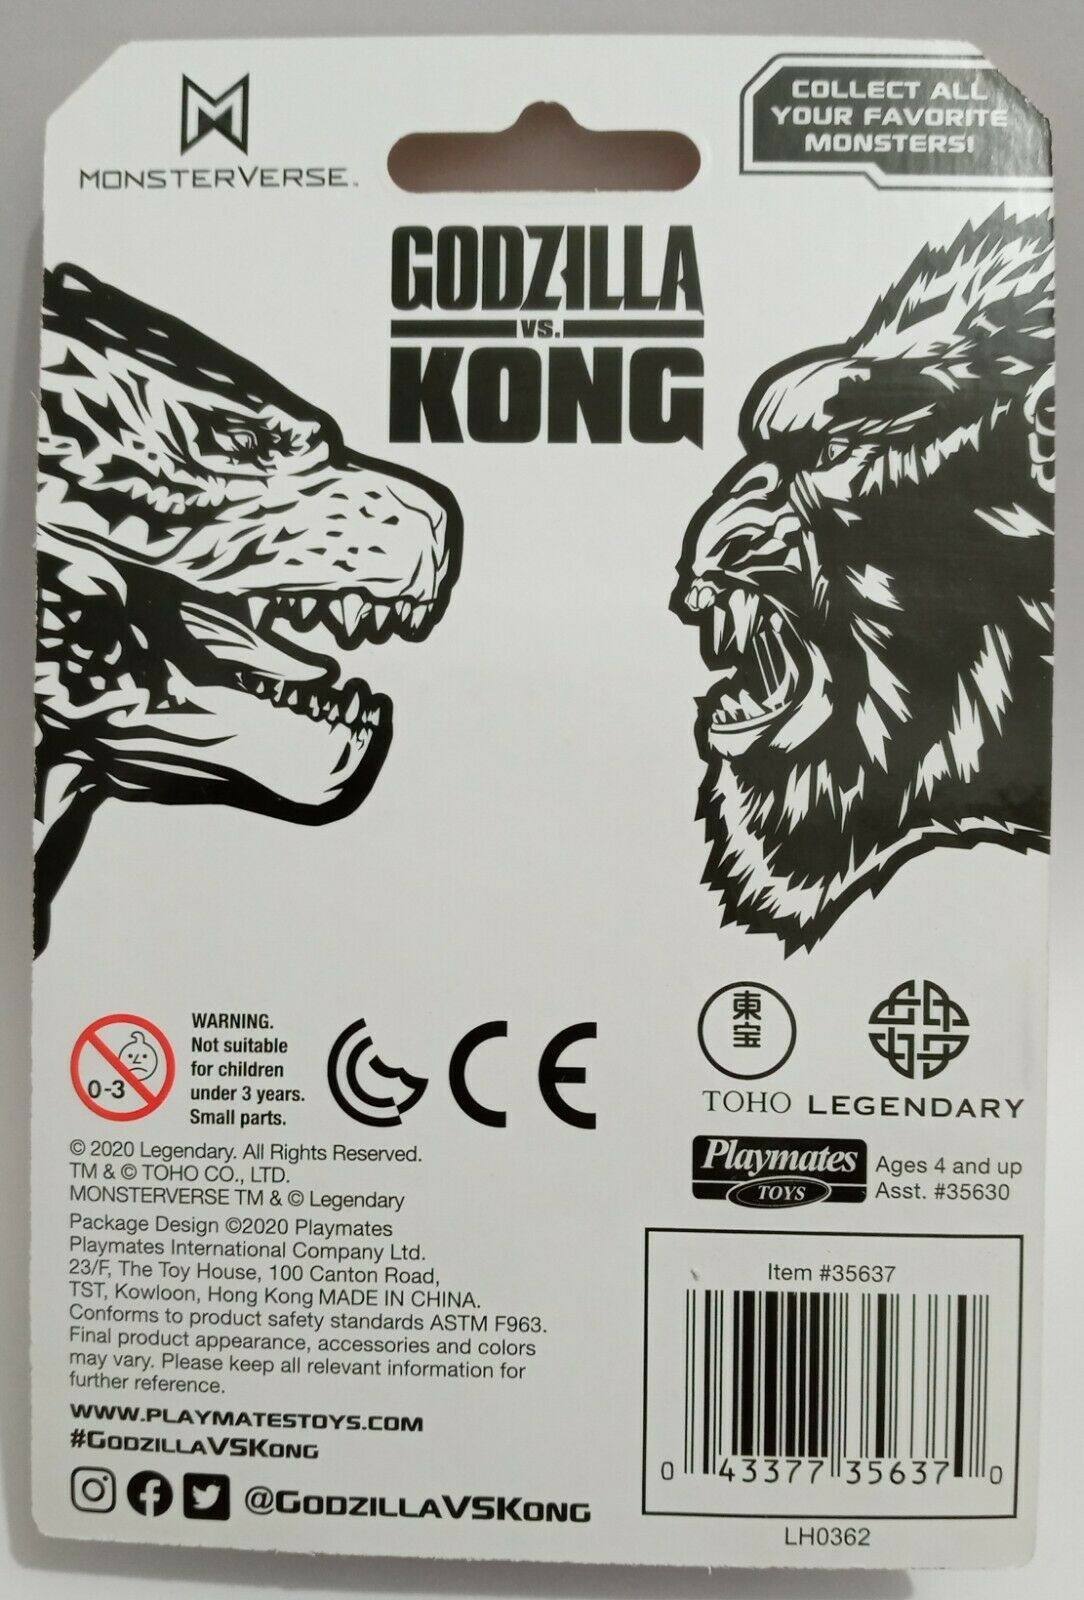 MONSTERVERSE™
COLLECT ALL
YOUR FAVORITE
MONSTERS!
GODZILLA
VS.
KONG
0-3
WARNING.
Not suitable
for children
under 3 years.
Small parts.
CE
東
宝
TOHO
LEGENDARY
© 2020 Legendary. All Rights Reserved.
TM & © TOHO CO., LTD.
MONSTERVERSE TM & © Legendary
Package Design ©2020 Playmates
Playmates International Company Ltd.
23/F, The Toy House, 100 Canton Road,
TST, Kowloon, Hong Kong MADE IN CHINA.
Conforms to product safety standards ASTM F963.
Final product appearance, accessories and colors
may vary. Please keep all relevant information for
further reference.
WWW.PLAYMATESTOYS.COM
#GODZILLAVSKONG
@GODZILLAVSKONG
Playmates
TOYS
Ages 4 and up
Asst. #35630
Item #35637
0 43377 35637 0
LH0362